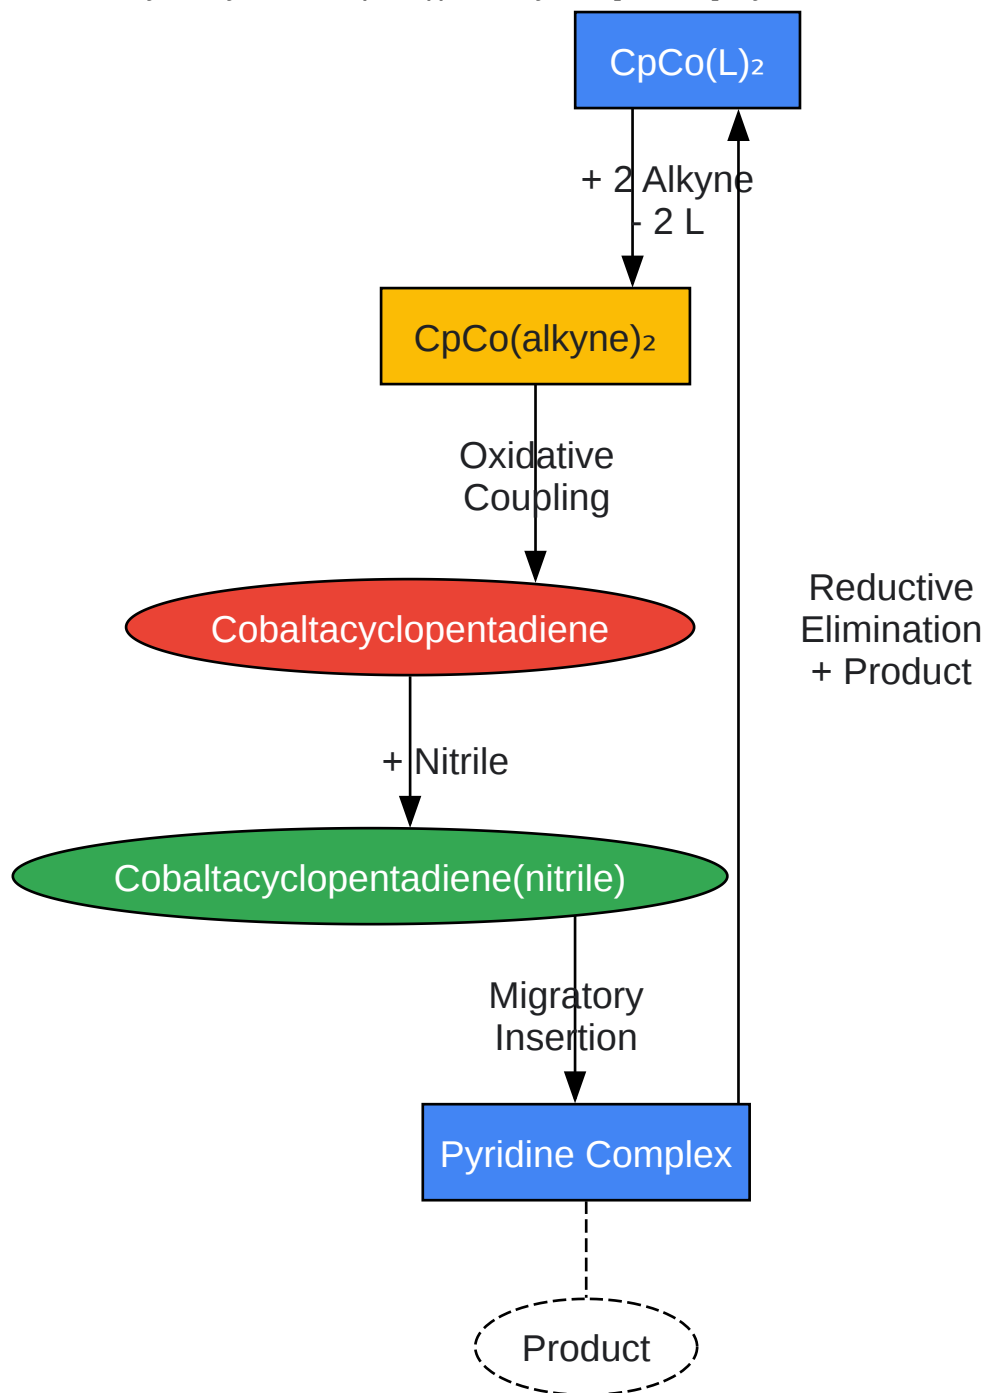 CpCo(L)₂
+ 2 Alkyne
- 2 L
CpCo(alkyne)₂
Oxidative
Coupling
Cobaltacyclopentadiene
Reductive
Elimination
+ Product
+ Nitrile
Cobaltacyclopentadiene(nitrile)
Migratory
Insertion
Pyridine Complex
Product